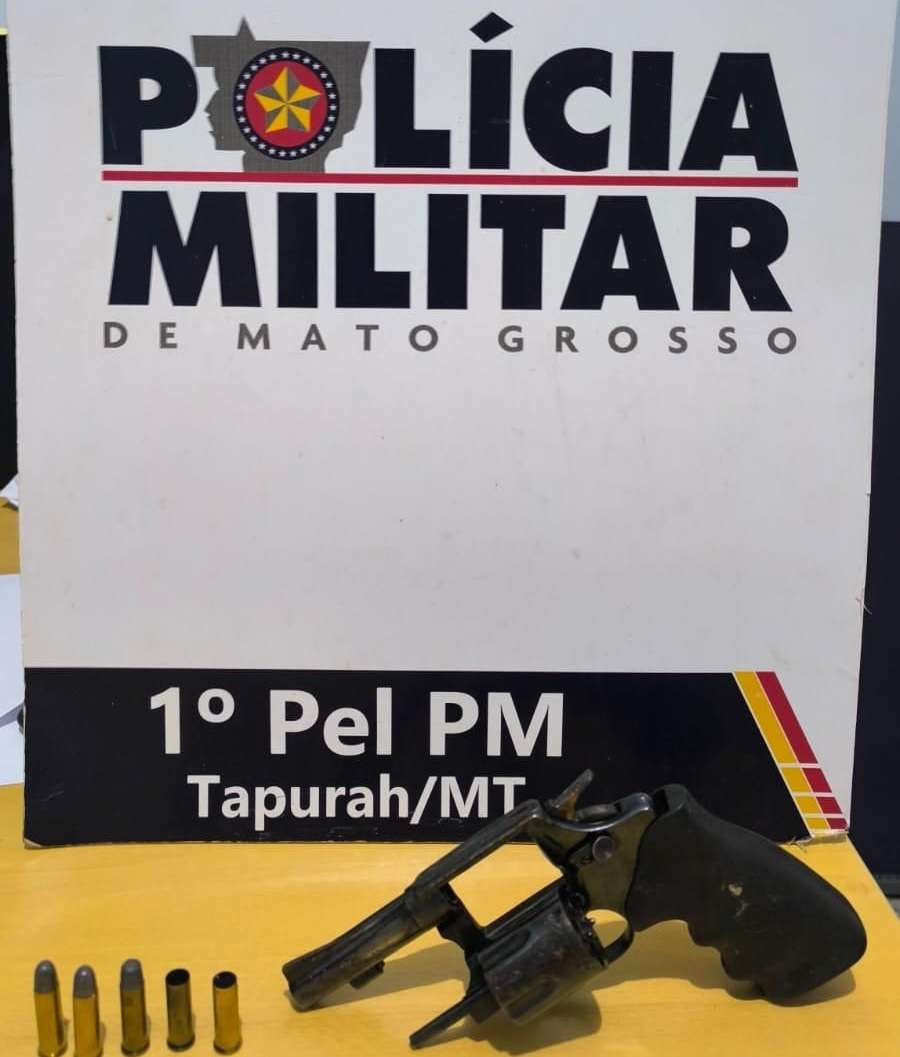 POLÍCIA
MILITAR
DE MATO GROSSO
1º Pel PM
Tapurah/MT